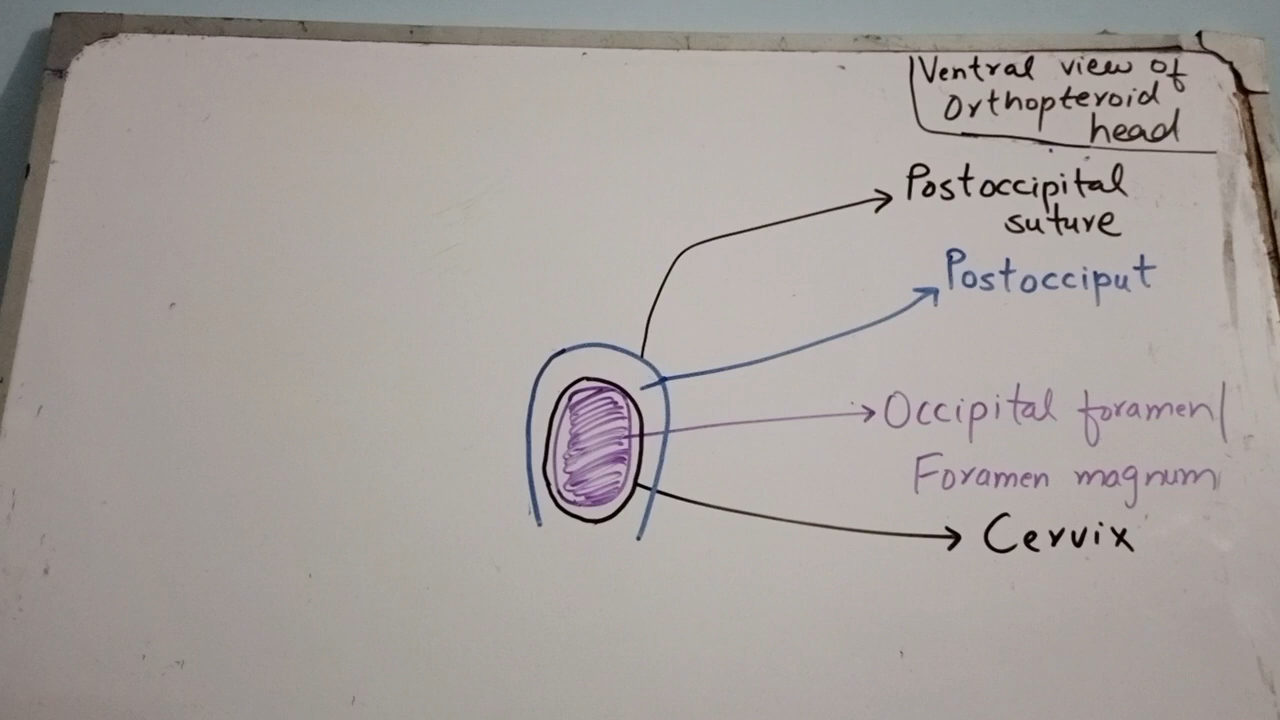 Ventral view of
Orthopteroid
head
Postoccipital
suture
Postocciput
Occipital foramen/
Foramen magnum
Cervix